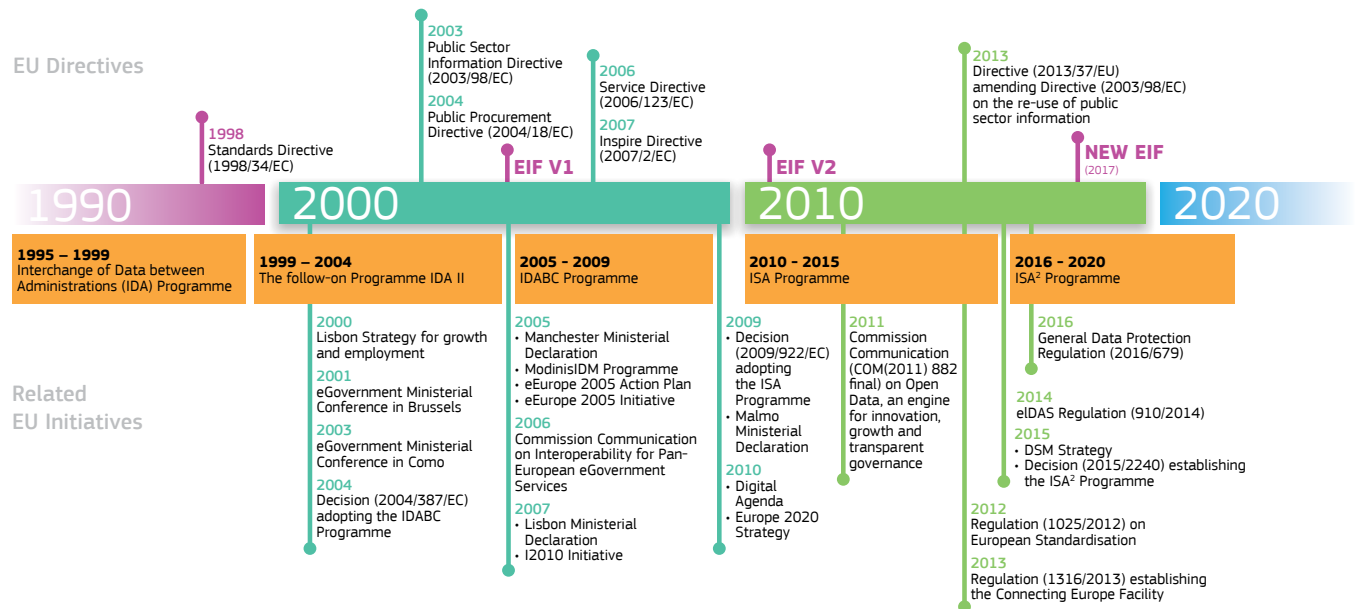 EU Directives
1998
Standards Directive
(1998/34/EC)
2003
Public Sector
Information Directive
(2003/98/EC)
2004
Public Procurement
Directive (2004/18/EC)
EIF V1
2006
Service Directive
(2006/123/EC)
2007
Inspire Directive
(2007/2/EC)
EIF V2
2013
Directive (2013/37/EU)
amending Directive (2003/98/EC)
on the re-use of public
sector information
NEW EIF
(2017)
1990
2000
2010
2020
1995 – 1999
Interchange of Data between
Administrations (IDA) Programme
1999 – 2004
The follow-on Programme IDA II
2005 - 2009
IDABC Programme
2010 - 2015
ISA Programme
2016 - 2020
ISA² Programme
Related
EU Initiatives
2000
Lisbon Strategy for growth
and employment
2001
eGovernment Ministerial
Conference in Brussels
2003
eGovernment Ministerial
Conference in Como
2004
Decision (2004/387/EC)
adopting the IDABC
Programme
2005
• Manchester Ministerial
Declaration
• ModinisIDM Programme
• eEurope 2005 Action Plan
• eEurope 2005 Initiative
2006
Commission Communication
on Interoperability for Pan-
European eGovernment
Services
2007
• Lisbon Ministerial
Declaration
• I2010 Initiative
2009
• Decision
(2009/922/EC)
adopting
the ISA
Programme
• Malmo
Ministerial
Declaration
2010
• Digital
Agenda
• Europe 2020
Strategy
2011
Commission
Communication
(COM(2011) 882
final) on Open
Data, an engine
for innovation,
growth and
transparent
governance
2016
General Data Protection
Regulation (2016/679)
2014
eIDAS Regulation (910/2014)
2015
• DSM Strategy
• Decision (2015/2240) establishing
the ISA² Programme
2012
Regulation (1025/2012) on
European Standardisation
2013
Regulation (1316/2013) establishing
the Connecting Europe Facility